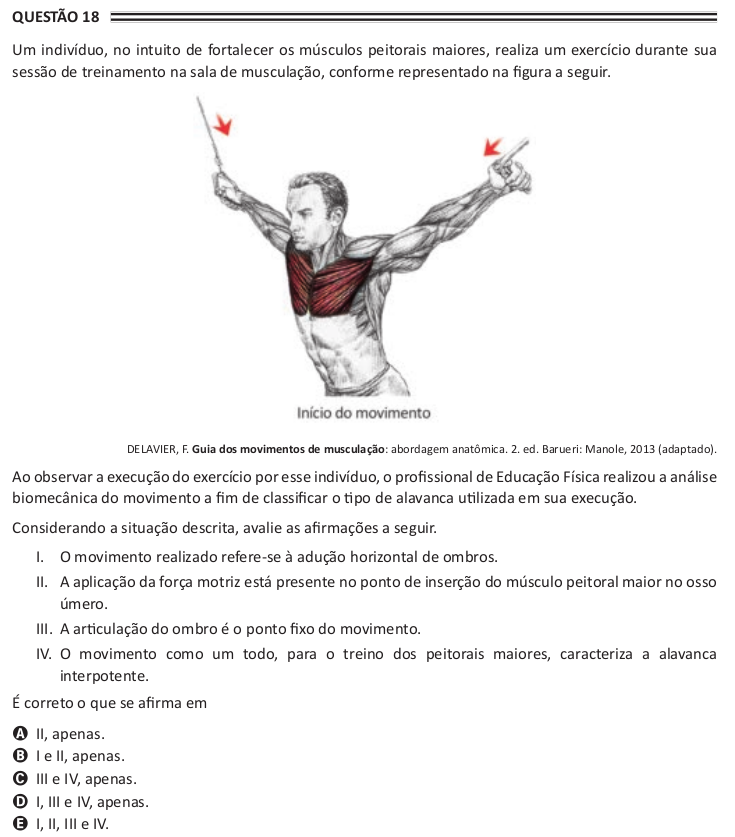 QUESTÃO 18
Um indivíduo, no intuito de fortalecer os músculos peitorais maiores, realiza um exercício durante sua
sessão de treinamento na sala de musculação, conforme representado na figura a seguir.
Início do movimento
DELAVIER, F. Guia dos movimentos de musculação: abordagem anatômica. 2. ed. Barueri: Manole, 2013 (adaptado).
Ao observar a execução do exercício por esse indivíduo, o profissional de Educação Física realizou a análise
biomecânica do movimento a fim de classificar o tipo de alavanca utilizada em sua execução.
Considerando a situação descrita, avalie as afirmações a seguir.
I. O movimento realizado refere-se à adução horizontal de ombros.
II. A aplicação da força motriz está presente no ponto de inserção do músculo peitoral maior no osso
úmero.
III. A articulação do ombro é o ponto fixo do movimento.
IV. O movimento como um todo, para o treino dos peitorais maiores, caracteriza a alavanca
interpotente.
É correto o que se afirma em
A II, apenas.
B I e II, apenas.
C III e IV, apenas.
D I, III e IV, apenas.
E I, II, III e IV.